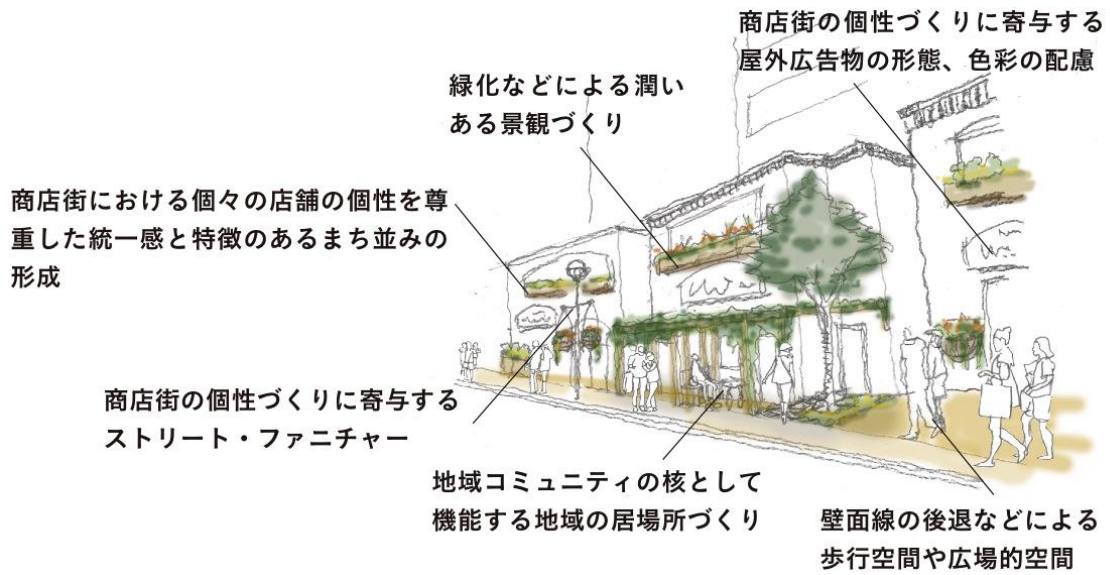 商店街の個性づくりに寄与する
屋外広告物の形態、色彩の配慮
緑化などによる潤い
ある景観づくり
商店街における個々の店舗の個性を尊
重した統一感と特徴のあるまち並みの
形成
商店街の個性づくりに寄与する
ストリート・ファニチャー
地域コミュニティの核として
機能する地域の居場所づくり
壁面線の後退などによる
歩行空間や広場的空間